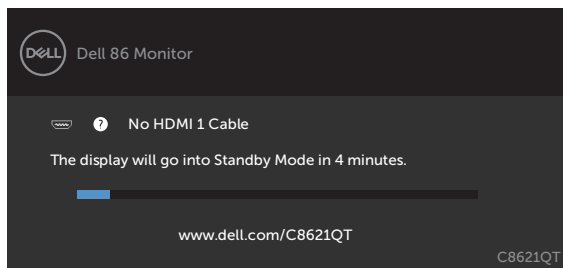 DELL
Dell 86 Monitor
? No HDMI 1 Cable
The display will go into Standby Mode in 4 minutes.
www.dell.com/C8621QT
C8621QT